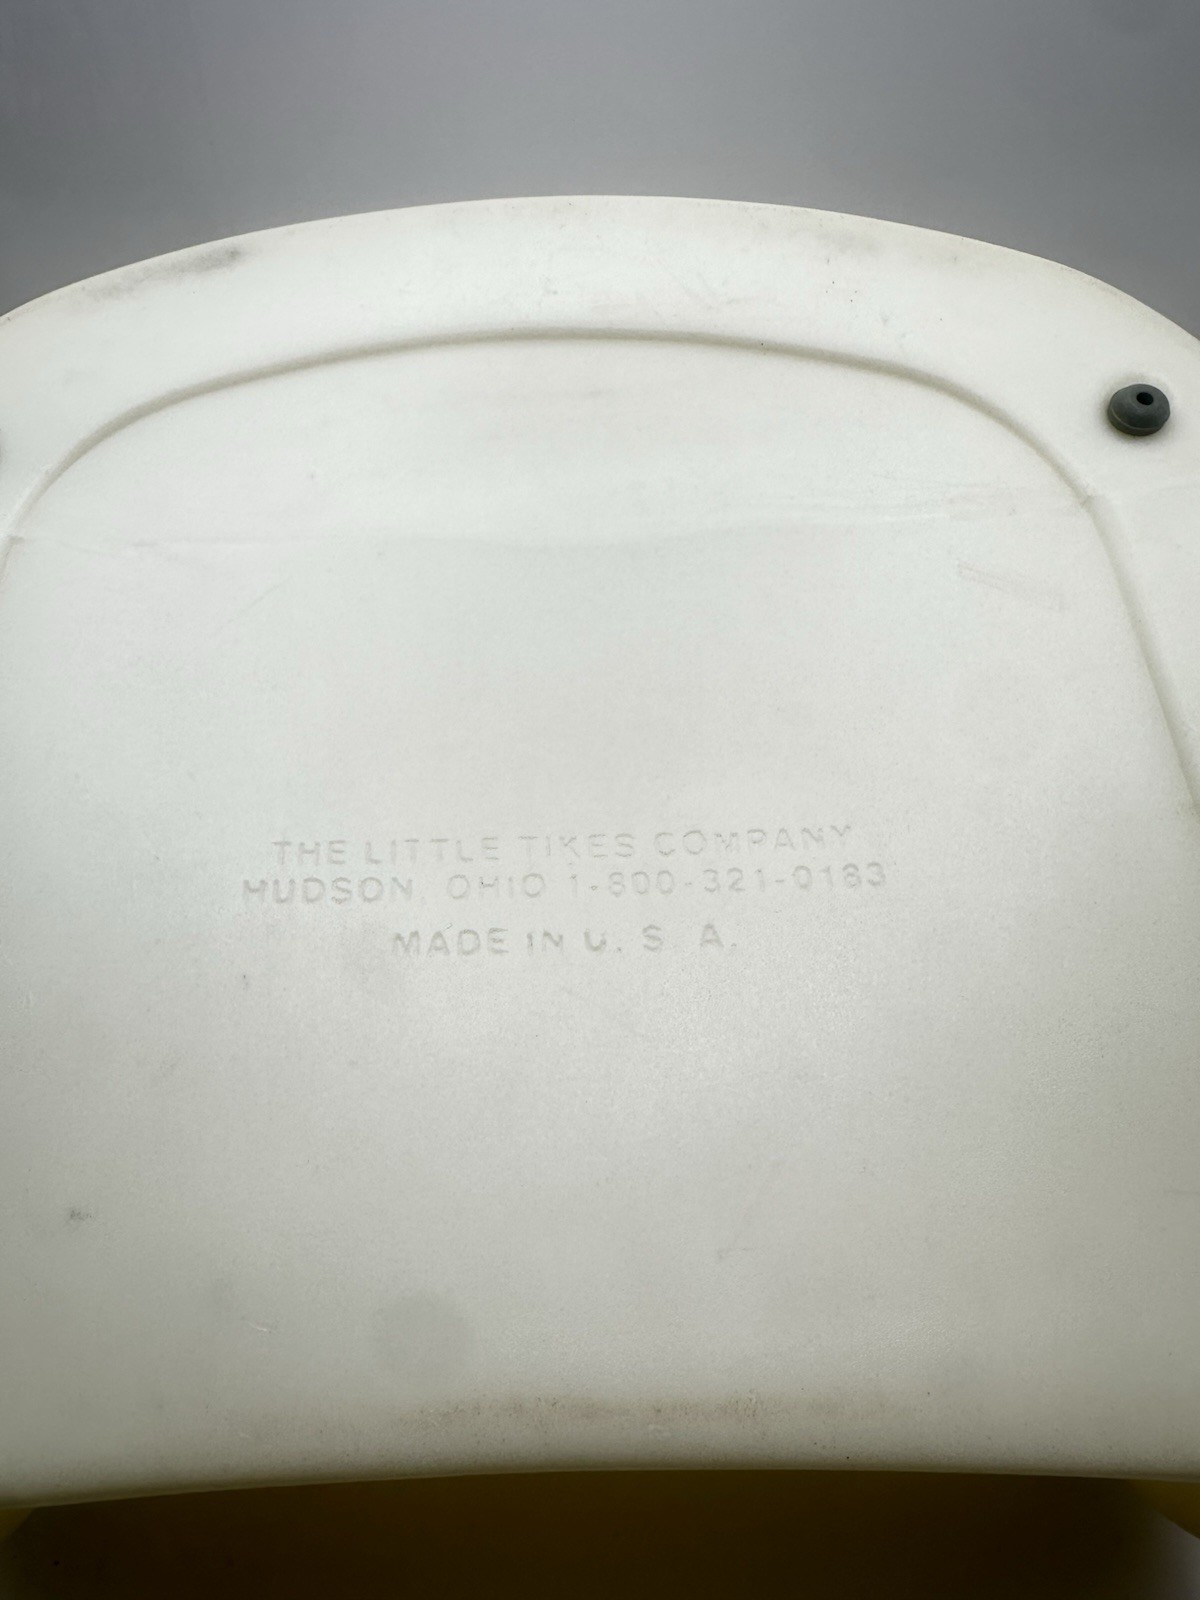 THE LITTLE TIKES COMPANY
HUDSON, OHIO 1-800-321-0183
MADE IN U. S. A.